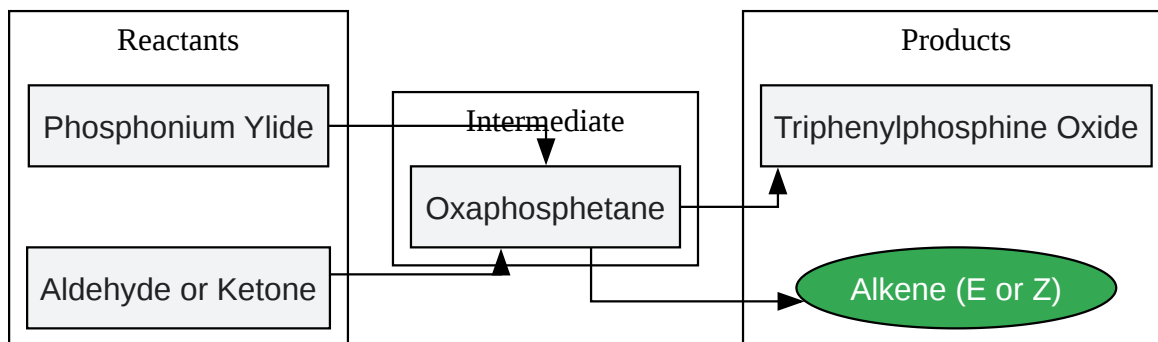 Reactants
Phosphonium Ylide
Aldehyde or Ketone
Intermediate
Oxaphosphetane
Products
Triphenylphosphine Oxide
Alkene (E or Z)